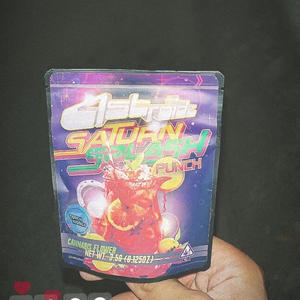 SATURN
SPLASH
PUNCH
CANNABIS FLOWER
NET WT. 3.5G (0.125OZ)